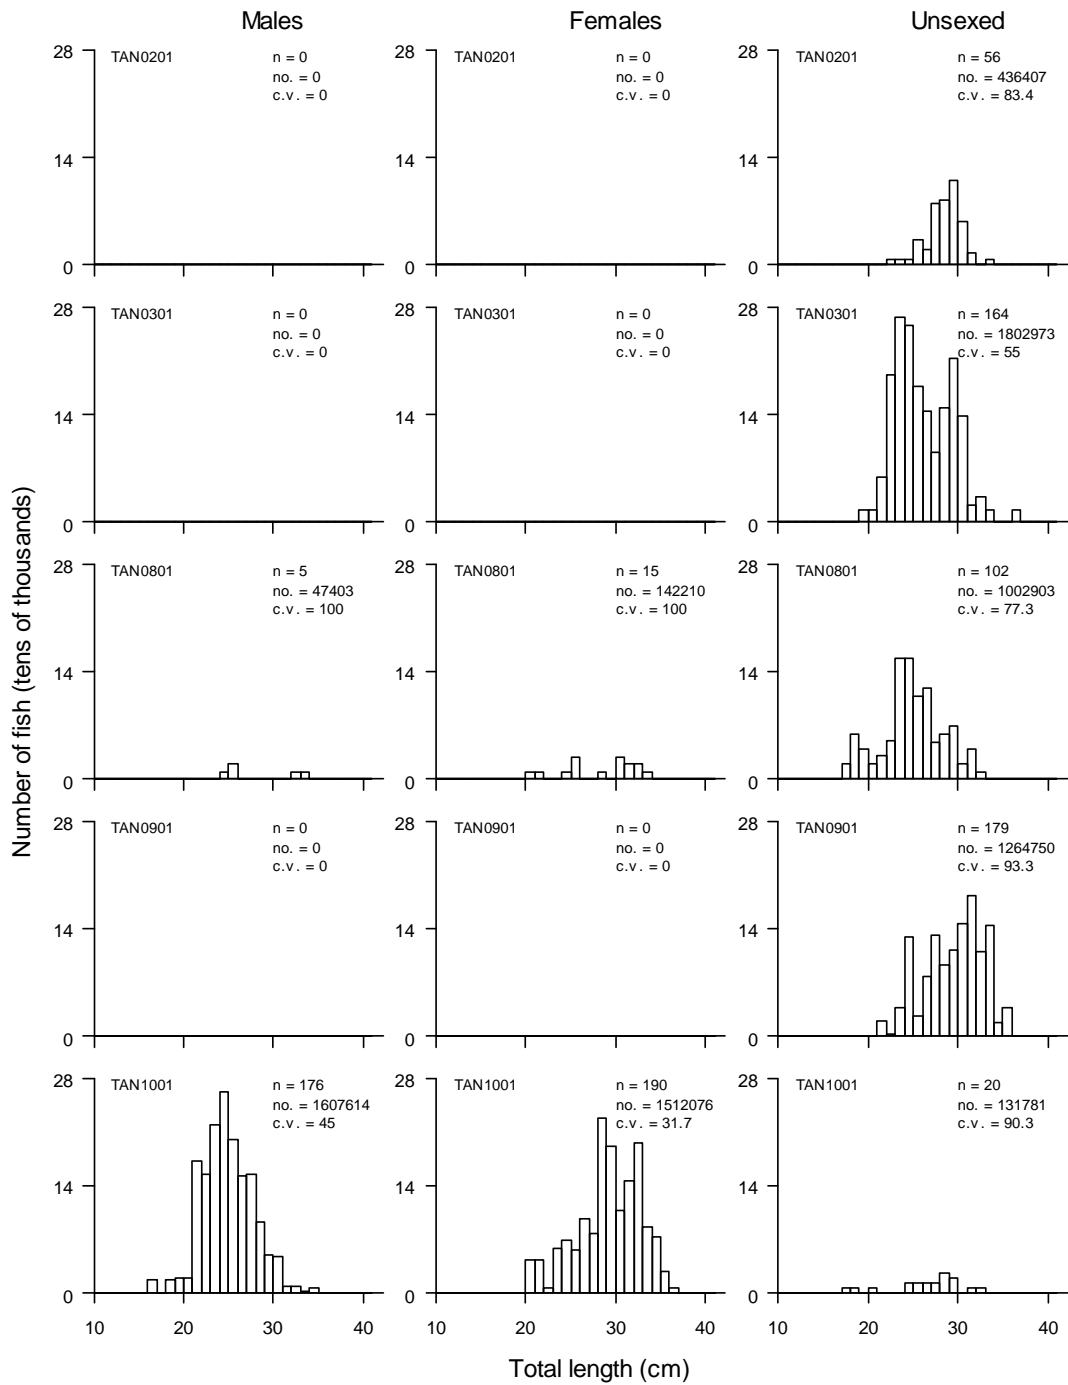 Males Females Unsexed
28 TAN0201 n = 0 28 TAN0201 n = 0 28 TAN0201 n = 56
no. = 0 no. = 0 no. = 436407
c.v. = 0 c.v. = 0 c.v. = 83.4
14 14 14
0 0 0
28 TAN0301 n = 0 28 TAN0301 n = 0 28 TAN0301 n = 164
no. = 0 no. = 0 no. = 1802973
c.v. = 0 c.v. = 0 c.v. = 55
14 14 14
0 0 0
28 TAN0801 n = 5 28 TAN0801 n = 15 28 TAN0801 n = 102
no. = 47403 no. = 142210 no. = 1002903
c.v. = 100 c.v. = 100 c.v. = 77.3
14 14 14
0 0 0
28 TAN0901 n = 0 28 TAN0901 n = 0 28 TAN0901 n = 179
no. = 0 no. = 0 no. = 1264750
c.v. = 0 c.v. = 0 c.v. = 93.3
14 14 14
0 0 0
28 TAN1001 n = 176 28 TAN1001 n = 190 28 TAN1001 n = 20
no. = 1607614 no. = 1512076 no. = 131781
c.v. = 45 c.v. = 31.7 c.v. = 90.3
14 14 14
0 0 0
10 20 30 40 10 20 30 40 10 20 30 40
Number of fish (tens of thousands)
Total length (cm)